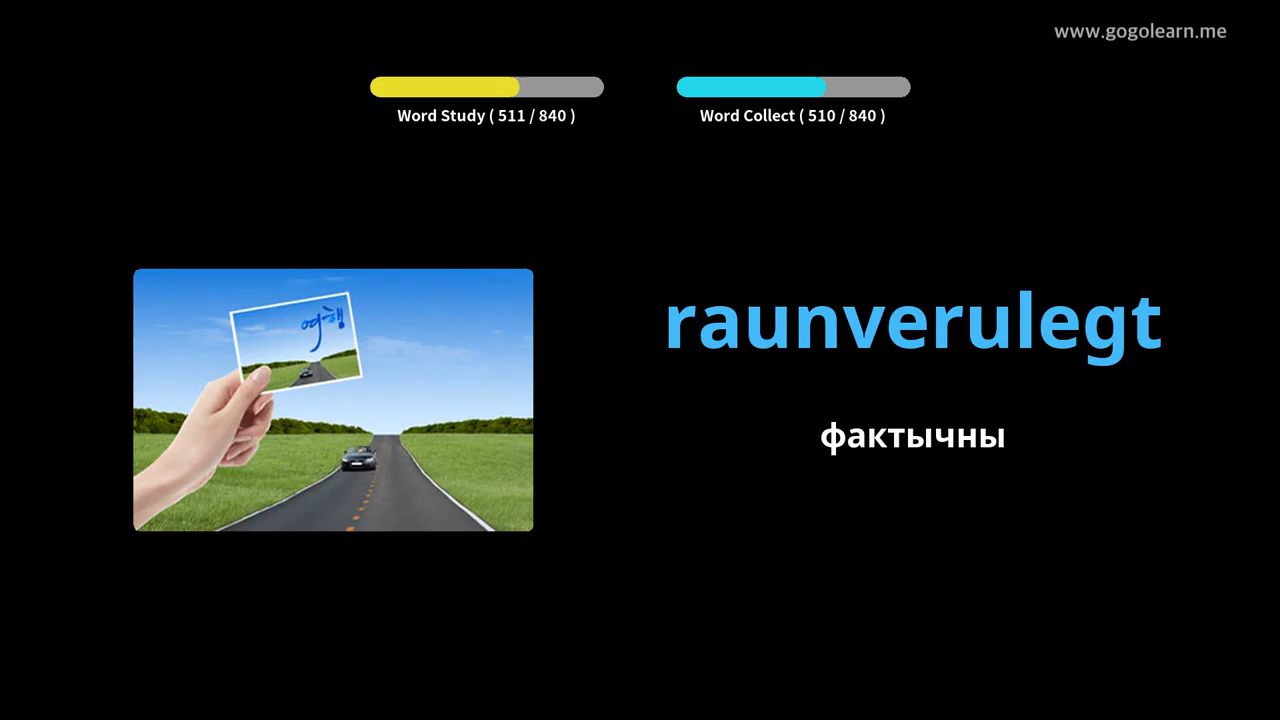 www.gogolearn.me
Word Study ( 511 / 840 )
Word Collect ( 510 / 840 )
여행
raunverulegt
фактычны